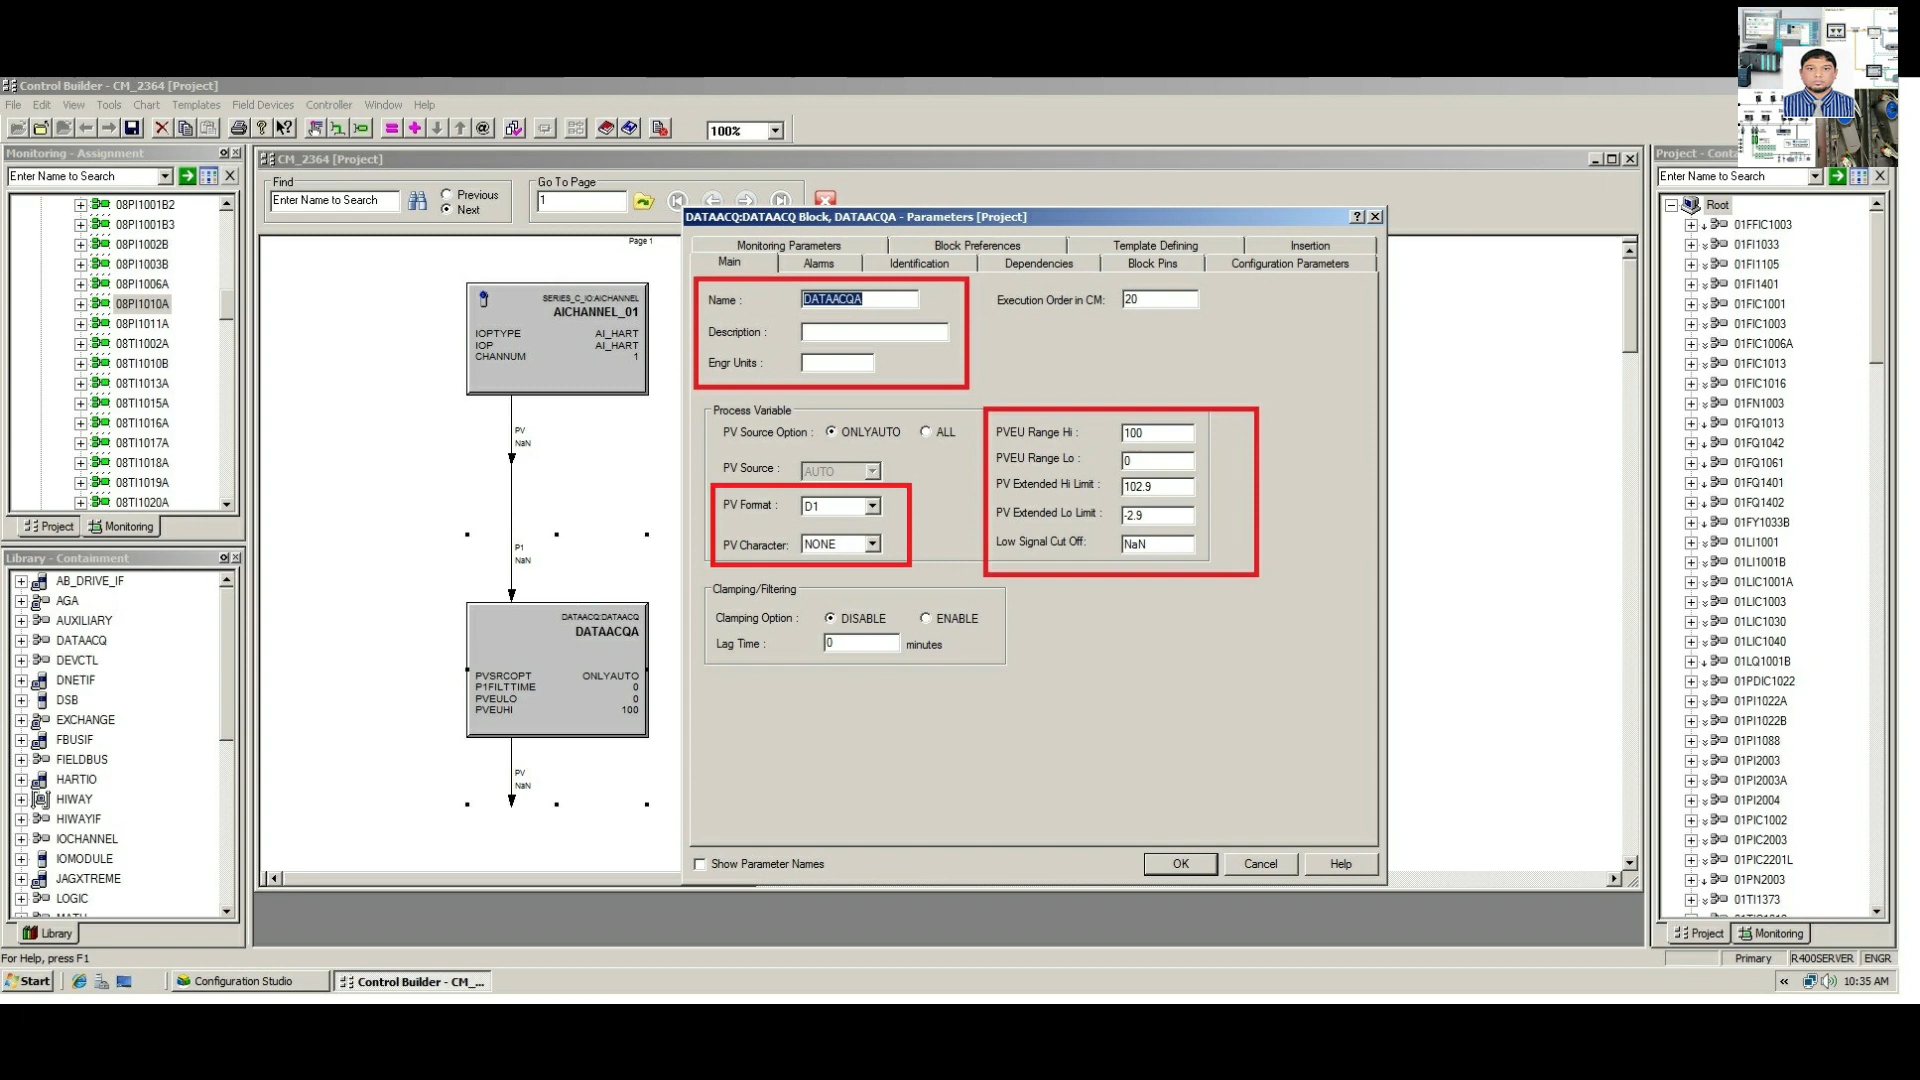 Control Builder - CM_2364 [Project]
File Edit View Tools Chart Templates Field Devices Controller Window Help
100%
Monitoring - Assignment
Enter Name to Search
08PI1001B2
08PI1001B3
08PI1002B
08PI1003B
08PI1006A
08PI1010A
08PI1011A
08TI1002A
08TI1010B
08TI1013A
08TI1015A
08TI1016A
08TI1017A
08TI1018A
08TI1019A
08TI1020A
Project Monitoring
Library - Containment
AB_DRIVE_IF
AGA
AUXILIARY
DATAACQ
DEVCTL
DNETIF
DSB
EXCHANGE
FBUSIF
FIELDBUS
HARTIO
HIWAY
HIWAYIF
IOCHANNEL
IOMODULE
JAGXTREME
LOGIC
Library
CM_2364 [Project]
Find
Enter Name to Search
Previous
Next
Go To Page
1
Page 1
SERIES_C_IO:AICHANNEL
AICHANNEL_01
IOPTYPE AI_HART
IOP AI_HART
CHANNUM 1
PV
NaN
P1
NaN
DATAACQ:DATAACQ
DATAACQA
PVSRCOPT ONLYAUTO
P1FILTTIME 0
PVEULO 0
PVEUHI 100
PV
NaN
DATAACQ:DATAACQ Block, DATAACQA - Parameters [Project]
Monitoring Parameters Block Preferences Template Defining Insertion
Main Alarms Identification Dependencies Block Pins Configuration Parameters
Name : DATAACQA
Description :
Engr Units :
Execution Order in CM: 20
Process Variable
PV Source Option : ONLYAUTO ALL
PV Source : AUTO
PV Format : D1
PV Character: NONE
PVEU Range Hi : 100
PVEU Range Lo : 0
PV Extended Hi Limit : 102.9
PV Extended Lo Limit : -2.9
Low Signal Cut Off: NaN
Clamping/Filtering
Clamping Option : DISABLE ENABLE
Lag Time : 0 minutes
Show Parameter Names
OK Cancel Help
Enter Name to Search
Root
01FFIC1003
01FI1033
01FI1105
01FI1401
01FIC1001
01FIC1003
01FIC1006A
01FIC1013
01FIC1016
01FN1003
01FQ1013
01FQ1042
01FQ1061
01FQ1401
01FQ1402
01FY1033B
01LI1001
01LI1001B
01LIC1001A
01LIC1003
01LIC1030
01LIC1040
01LQ1001B
01PDIC1022
01PI1022A
01PI1022B
01PI1088
01PI2003
01PI2003A
01PI2004
01PIC1002
01PIC2003
01PIC2201L
01PN2003
01TI1373
Project Monitoring
For Help, press F1
Primary R400SERVER ENGR
Start Configuration Studio Control Builder - CM_... 10:35 AM